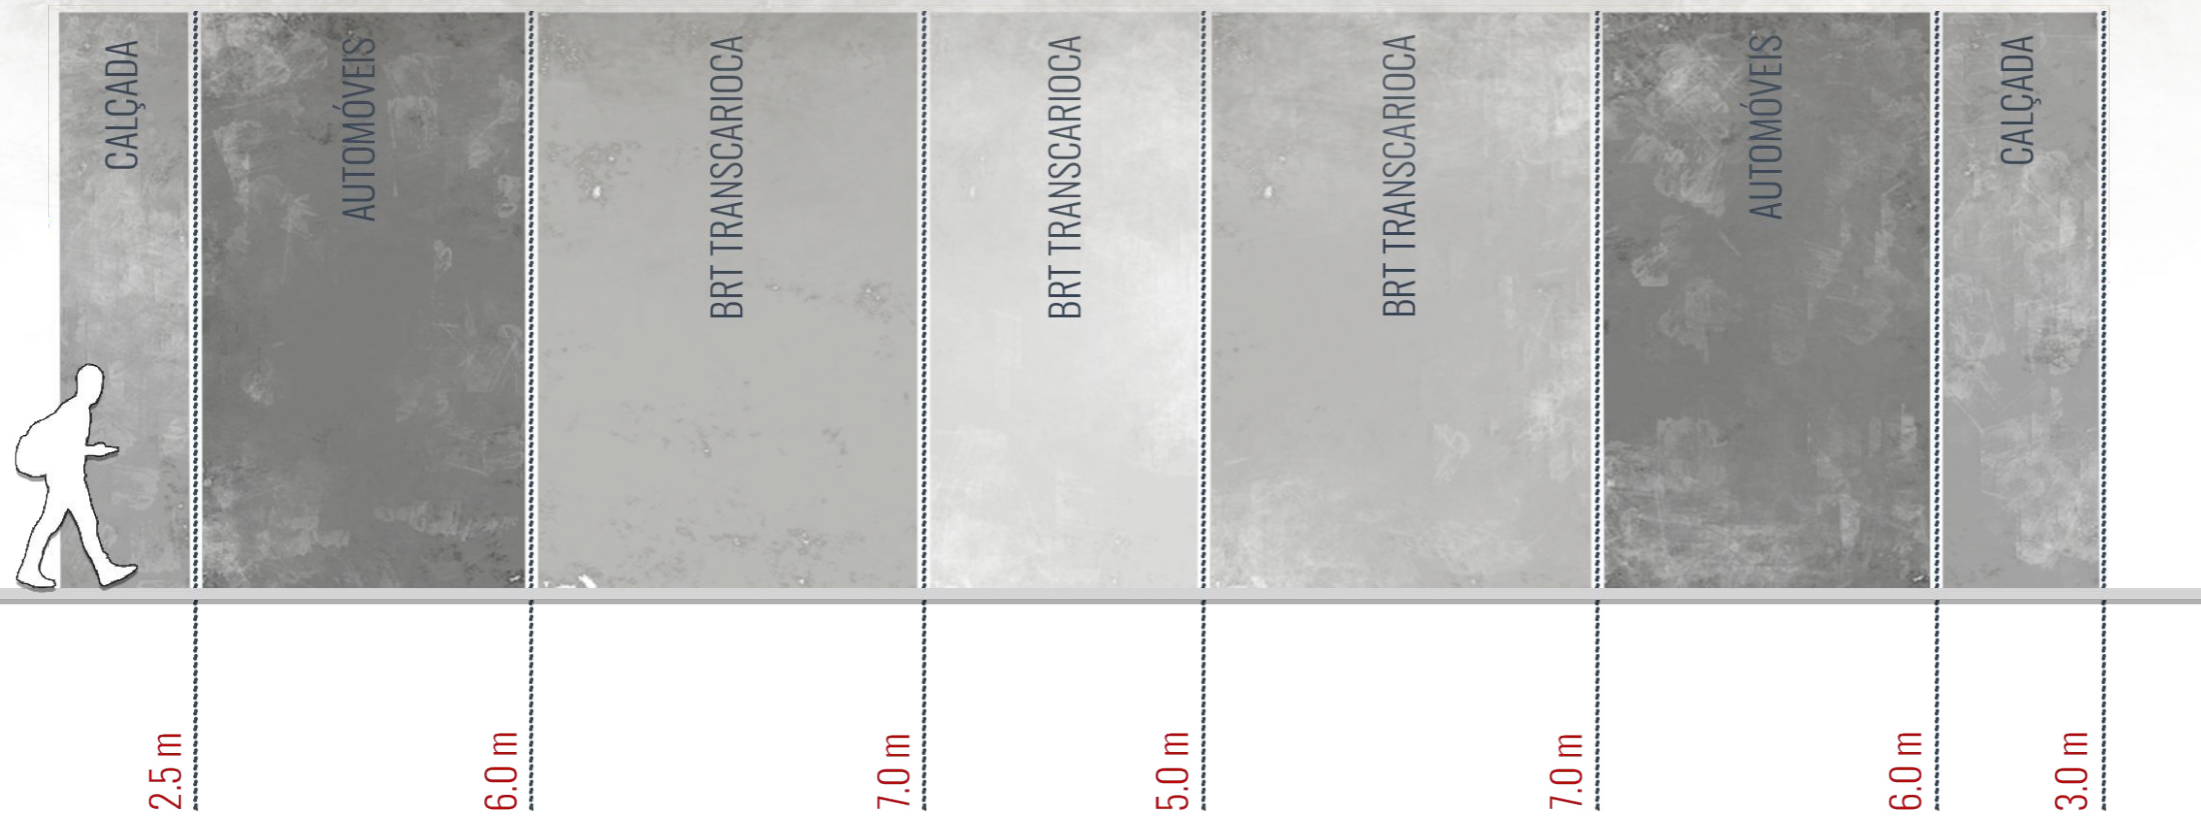 CALÇADA
AUTOMÓVEIS
BRT TRANSCARIOCA
BRT TRANSCARIOCA
BRT TRANSCARIOCA
AUTOMÓVEIS
CALÇADA
2.5 m
6.0 m
7.0 m
5.0 m
7.0 m
6.0 m
3.0 m